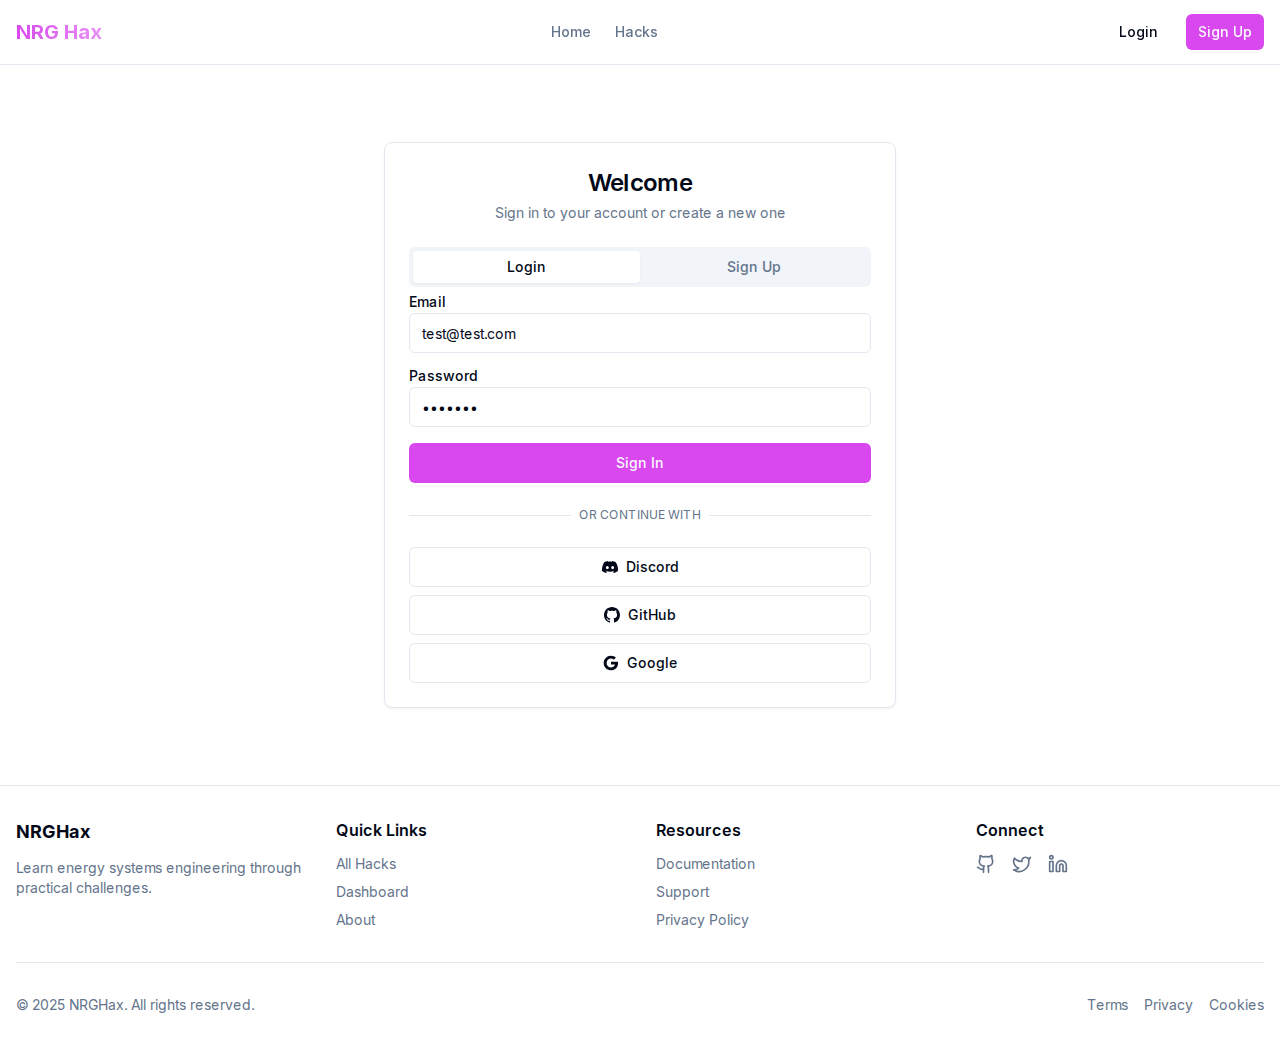 NRG Hax
Home
Hacks
Login
Sign Up
Welcome
Sign in to your account or create a new one
Login
Sign Up
Email
test@test.com
Password
•••••••
Sign In
OR CONTINUE WITH
Discord
GitHub
Google
NRGHax
Learn energy systems engineering through
practical challenges.
Quick Links
All Hacks
Dashboard
About
Resources
Documentation
Support
Privacy Policy
Connect
© 2025 NRGHax. All rights reserved.
Terms
Privacy
Cookies